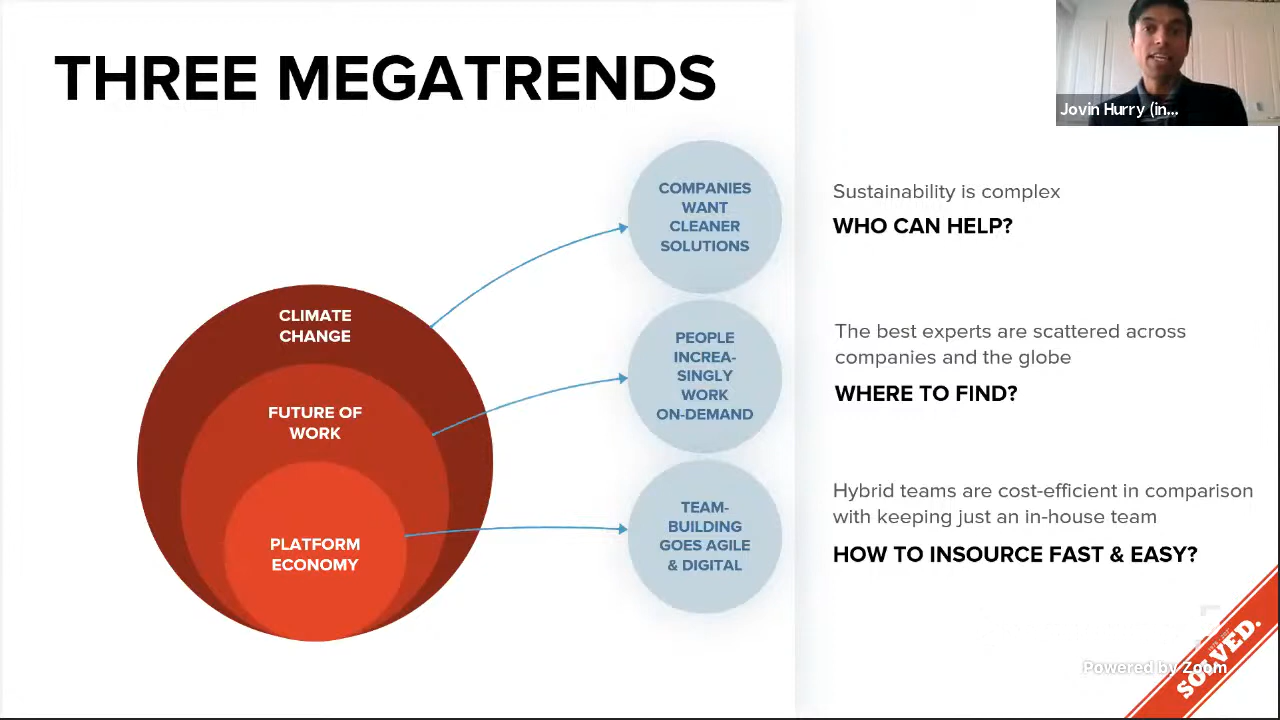 THREE MEGATRENDS
Jovin Hurry (in...
CLIMATE
CHANGE
FUTURE OF
WORK
PLATFORM
ECONOMY
COMPANIES
WANT
CLEANER
SOLUTIONS
PEOPLE
INCREA-
SINGLY
WORK
ON-DEMAND
TEAM-
BUILDING
GOES AGILE
& DIGITAL
Sustainability is complex
WHO CAN HELP?
The best experts are scattered across
companies and the globe
WHERE TO FIND?
Hybrid teams are cost-efficient in comparison
with keeping just an in-house team
HOW TO INSOURCE FAST & EASY?
SOLVED.
Powered by Zoom